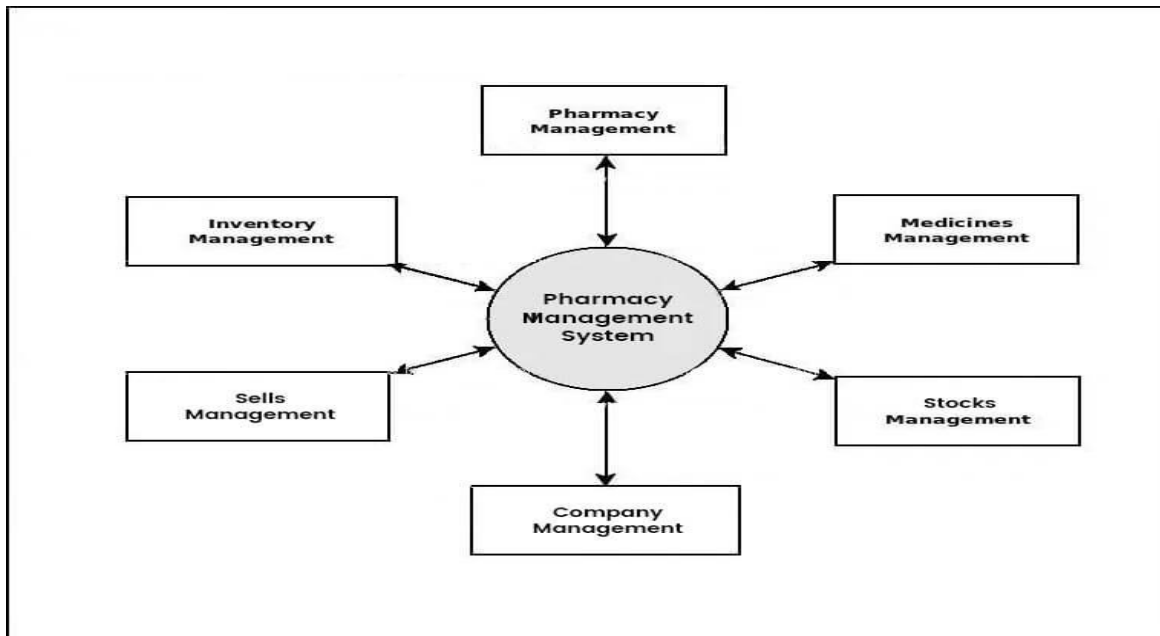 Pharmacy
Management
Inventory
Management
Medicines
Management
Pharmacy
Management
System
Sells
Management
Stocks
Management
Company
Management